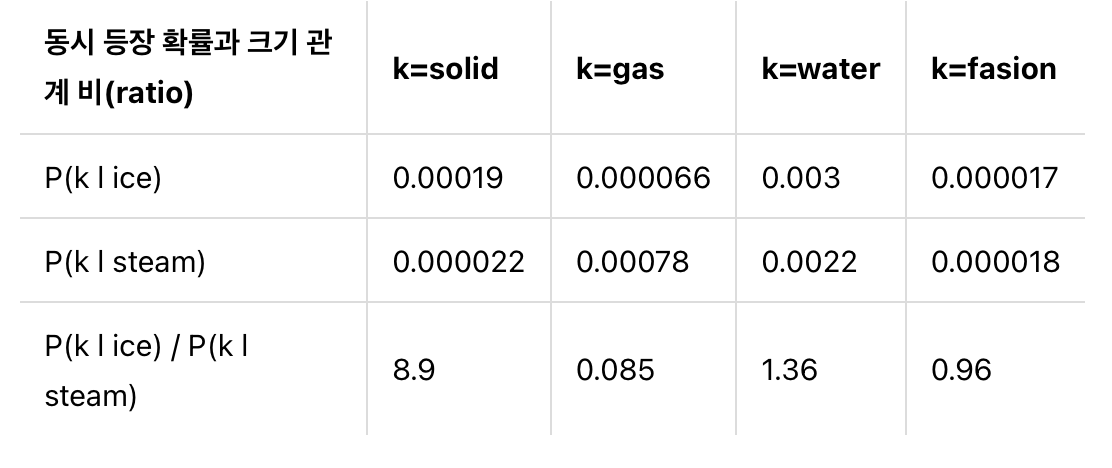 동시 등장 확률과 크기 관
계 비(ratio)
k=solid
k=gas
k=water
k=fasion
P(k l ice)
0.00019
0.000066
0.003
0.000017
P(k l steam)
0.000022
0.00078
0.0022
0.000018
P(k l ice) / P(k l
steam)
8.9
0.085
1.36
0.96